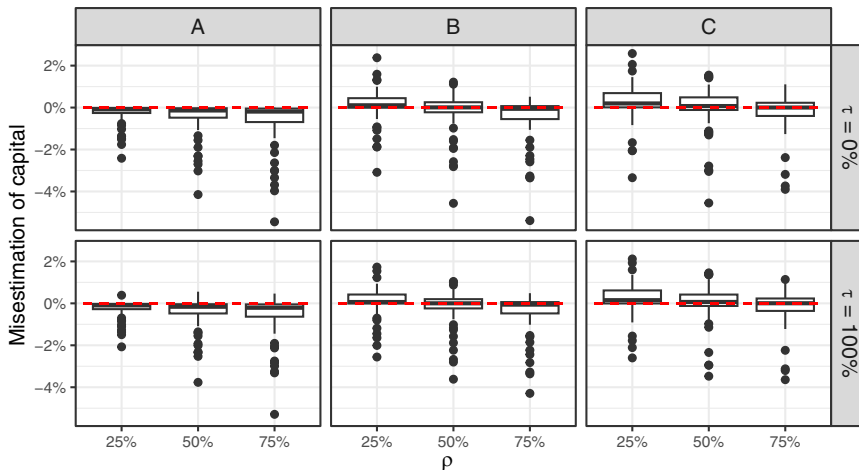 A B C
Misestimation of capital
2%
0%
−2%
−4%
τ = 0%
2%
0%
−2%
−4%
τ = 100%
25% 50% 75% 25% 50% 75% 25% 50% 75%
ρ